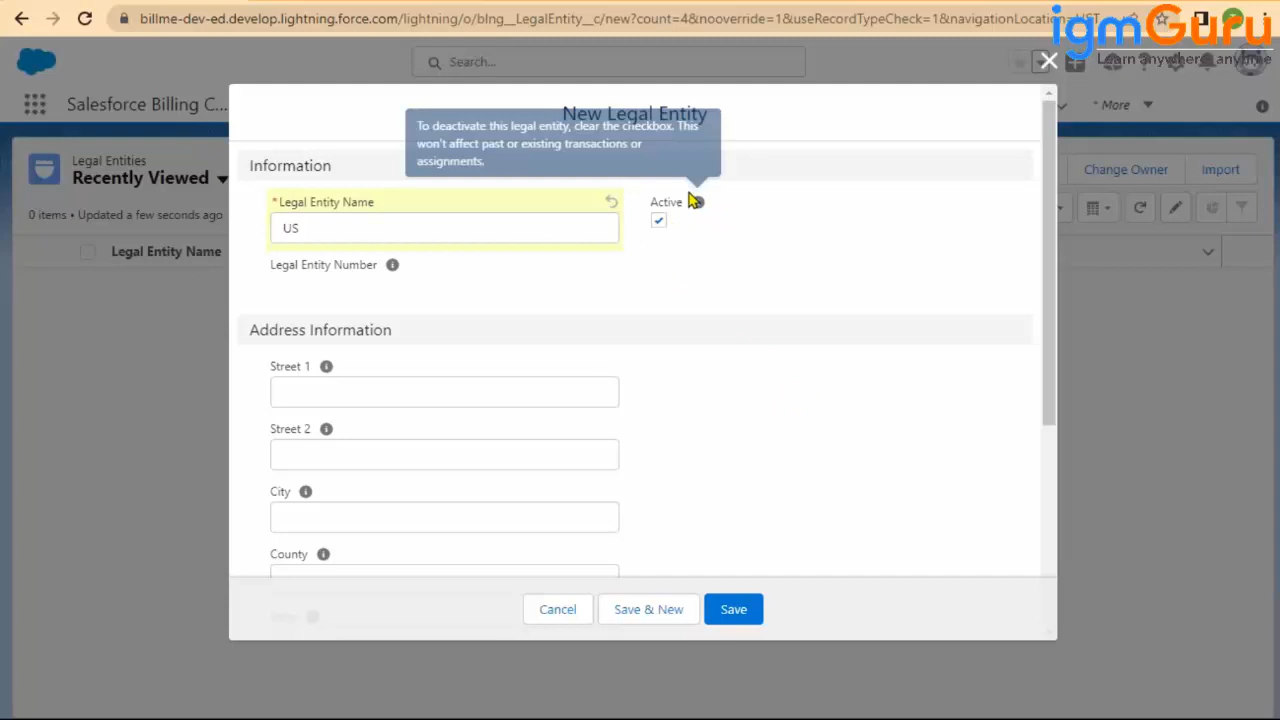 billme-dev-ed.develop.lightning.force.com/lightning/o/blng__LegalEntity__c/new?count=4&nooverride=1&useRecordTypeCheck=1&navigationLocation=
igmGuru
Learn anywhere, anytime
Search...
Salesforce Billing C...
* More
New Legal Entity
To deactivate this legal entity, clear the checkbox. This
won't affect past or existing transactions or
assignments.
Legal Entities
Recently Viewed
Change Owner
Import
0 items • Updated a few seconds ago
Legal Entity Name
Information
* Legal Entity Name
Active
US
Legal Entity Number
Address Information
Street 1
Street 2
City
County
Cancel
Save & New
Save